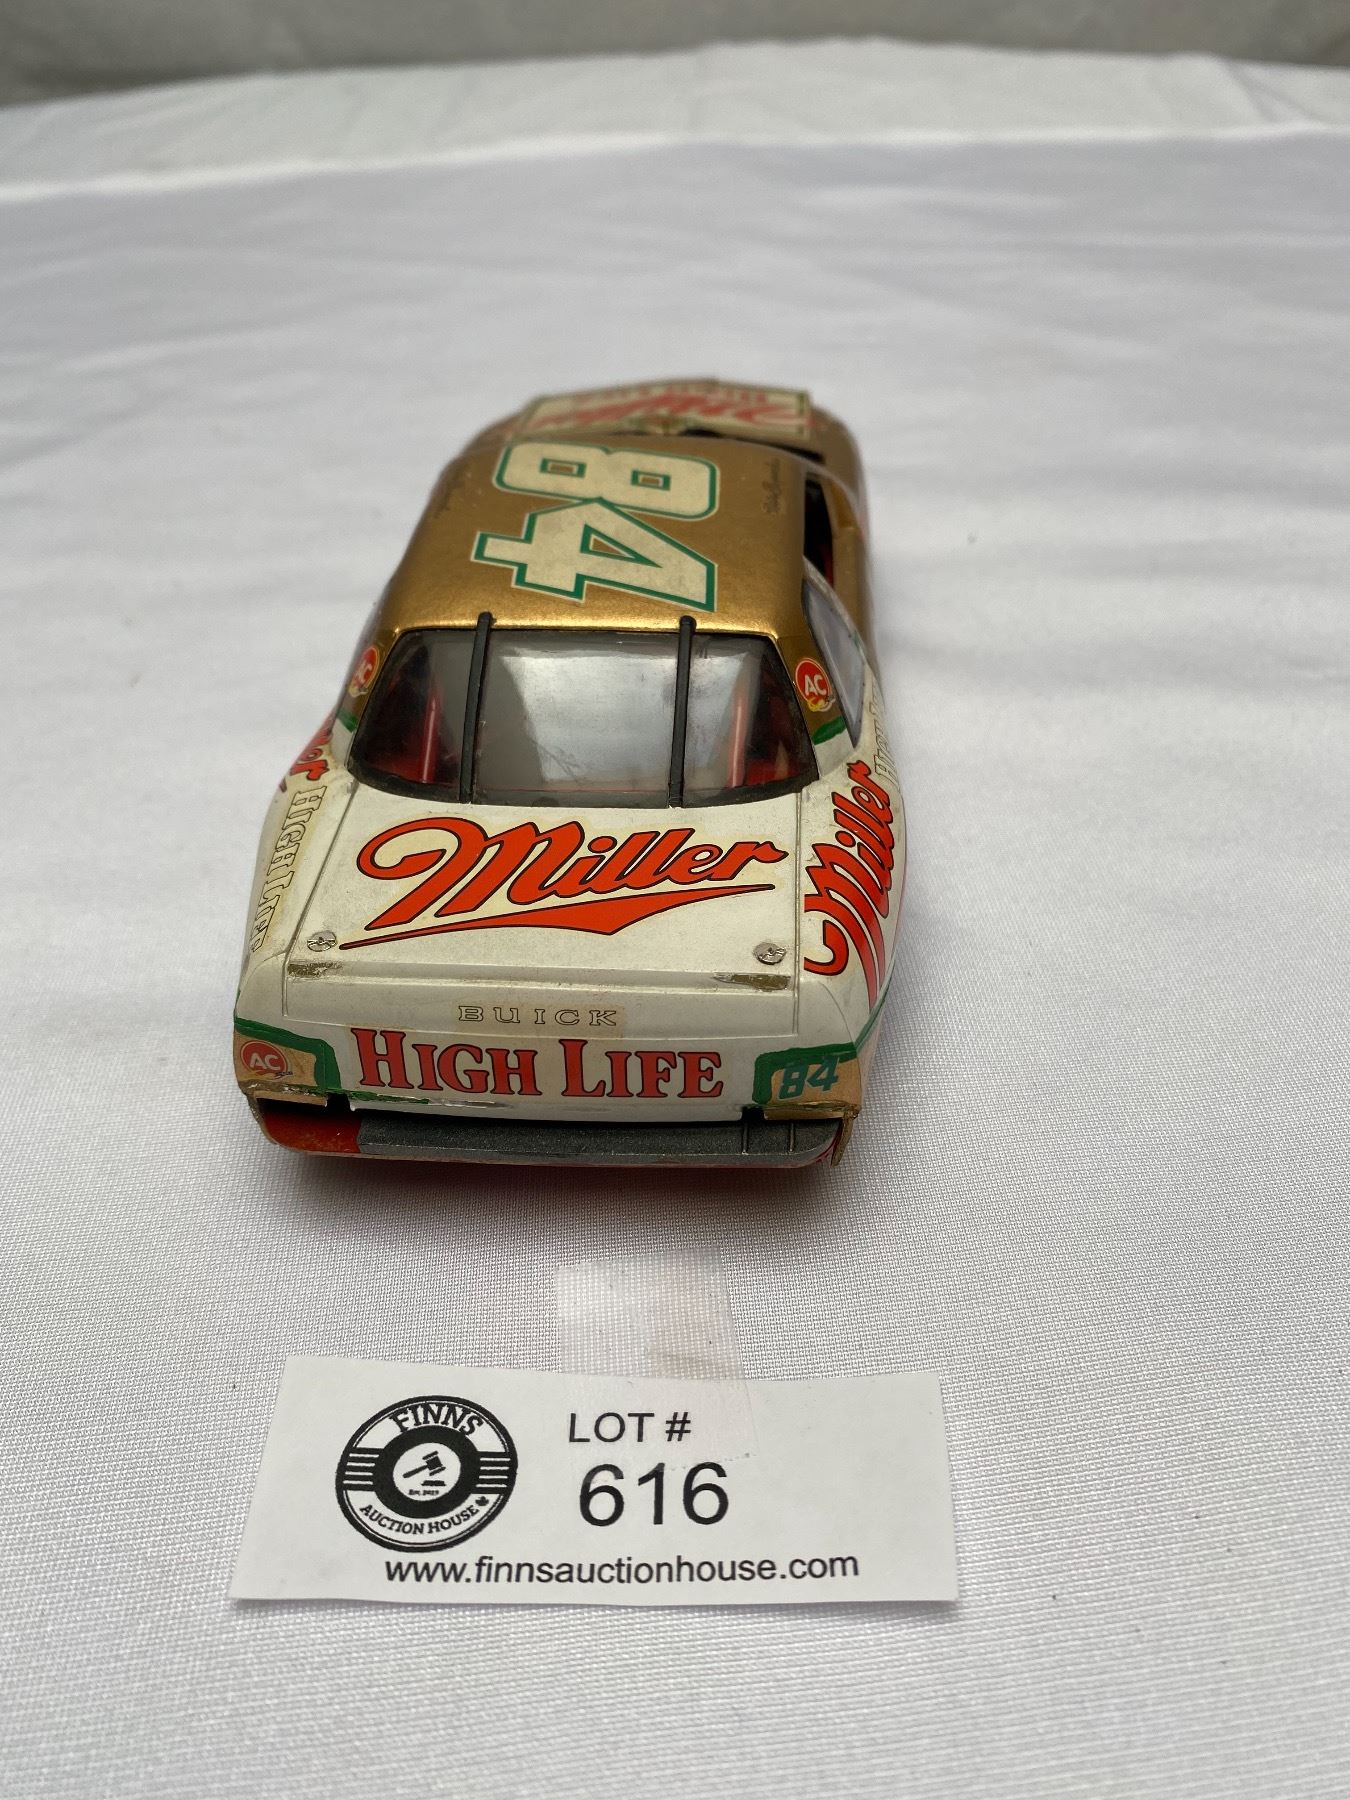 84
AC
AC
Miller
HIGH LIFE
Miller
BUICK
HIGH LIFE
AC
84
FINNS
AUCTION HOUSE
LOT #
616
www.finnsauctionhouse.com